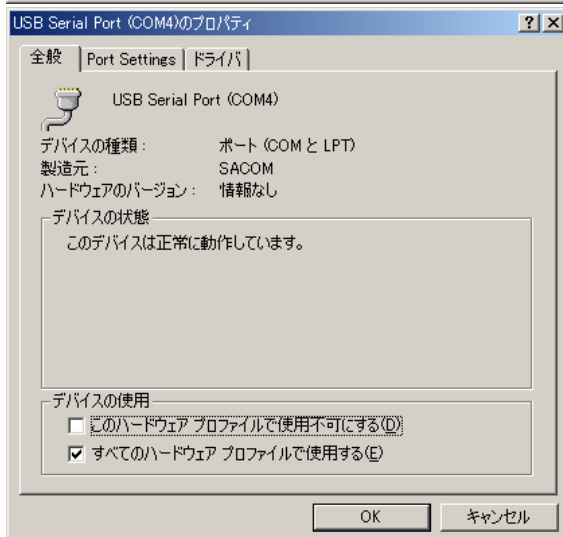 USB Serial Port (COM4)のプロパティ
全般 Port Settings ドライバ
USB Serial Port (COM4)
デバイスの種類: ポート (COM と LPT)
製造元: SACOM
ハードウェアのバージョン: 情報なし
デバイスの状態
このデバイスは正常に動作しています。
デバイスの使用
このハードウェア プロファイルで使用不可にする(D)
すべてのハードウェア プロファイルで使用する(E)
OK キャンセル